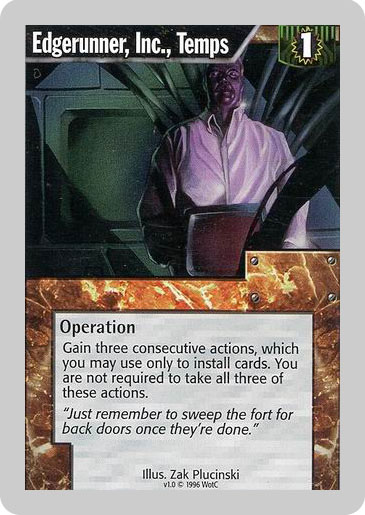 Edgerunner, Inc., Temps
1
Operation
Gain three consecutive actions, which
you may use only to install cards. You
are not required to take all three of
these actions.
“Just remember to sweep the fort for
back doors once they’re done.”
Illus. Zak Plucinski
v1.0 © 1996 WotC